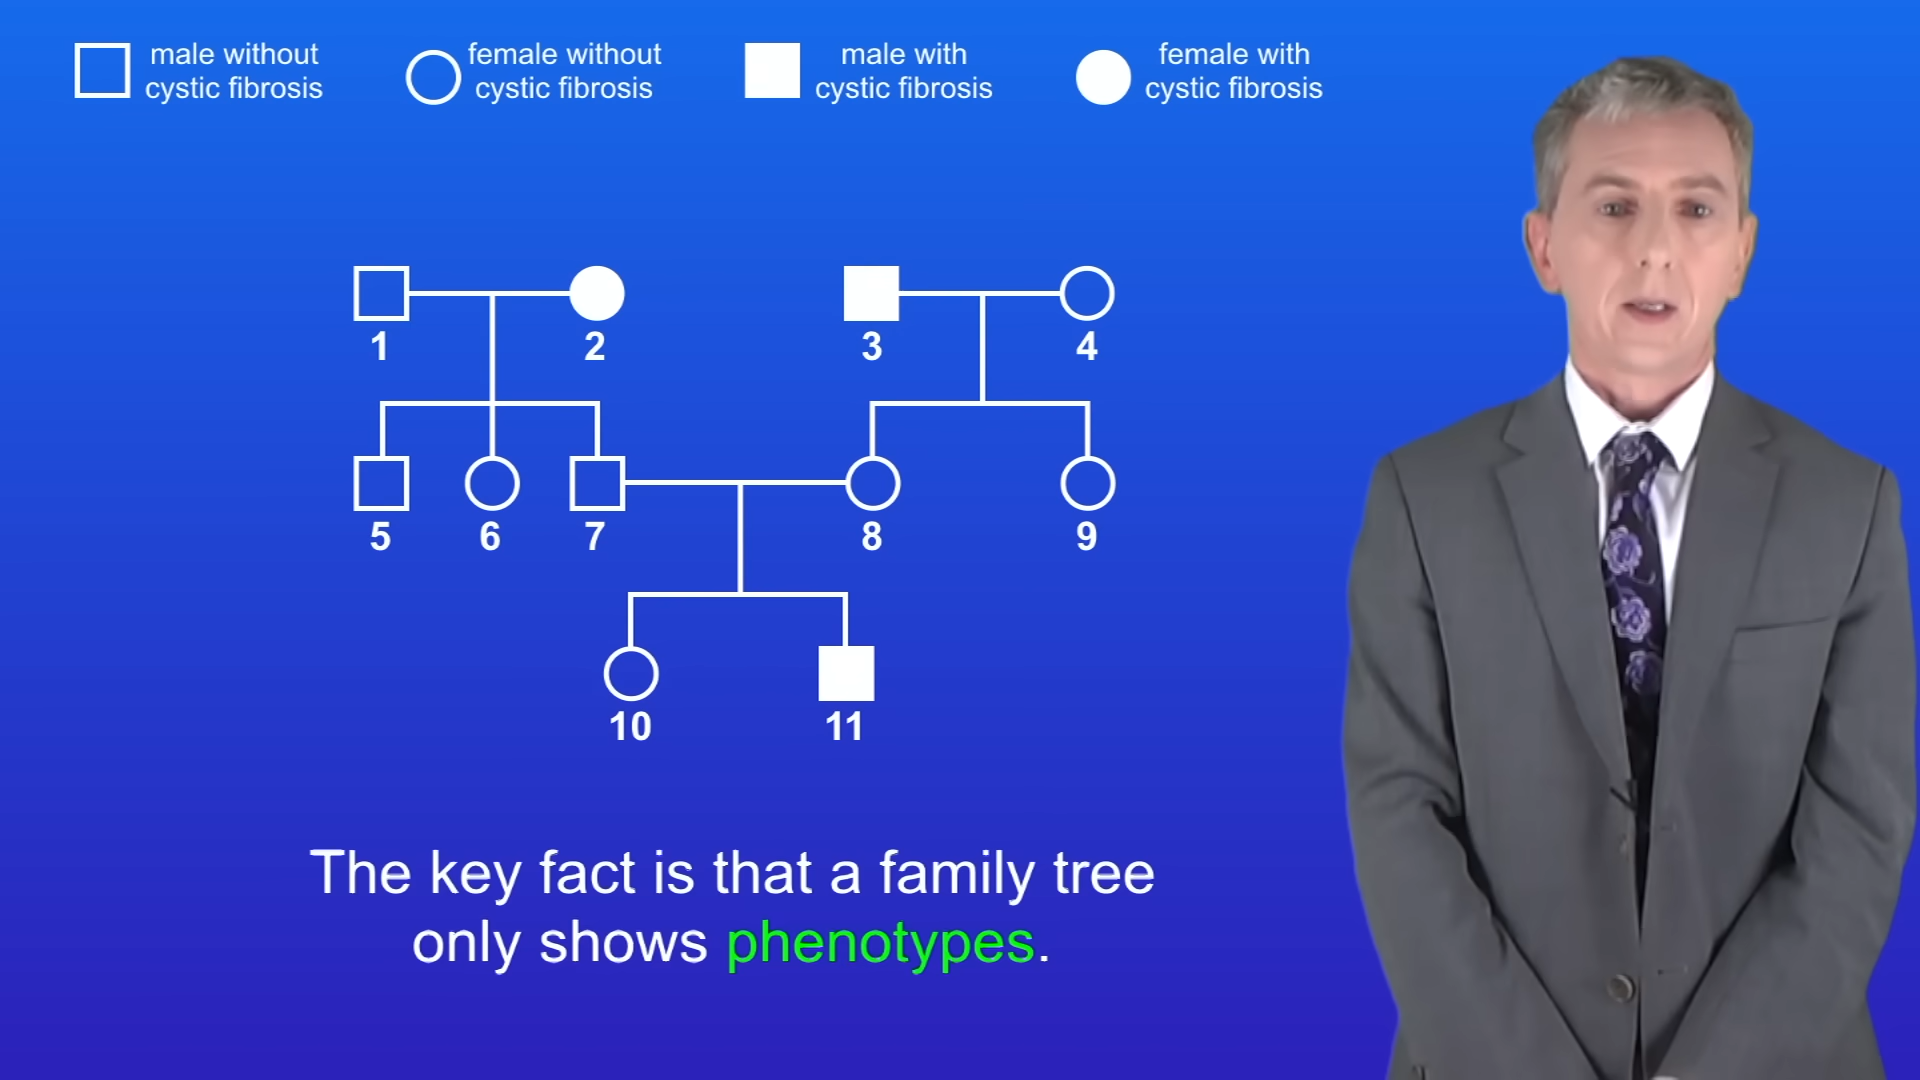 male without
cystic fibrosis
female without
cystic fibrosis
male with
cystic fibrosis
female with
cystic fibrosis
1
2
3
4
5
6
7
8
9
10
11
The key fact is that a family tree
only shows phenotypes.